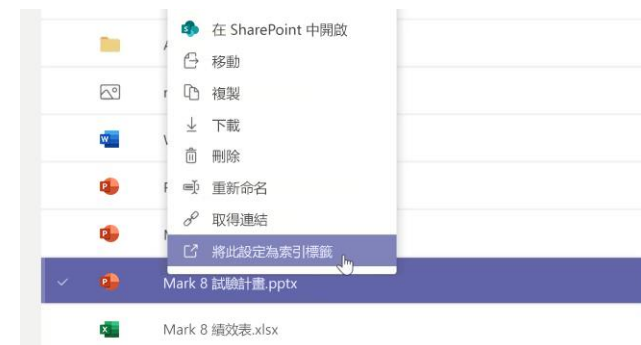 在 SharePoint 中開啟
移動
複製
下載
刪除
重新命名
取得連結
將此設定為索引標籤
Mark 8 試驗計畫.pptx
Mark 8 績效表.xlsx